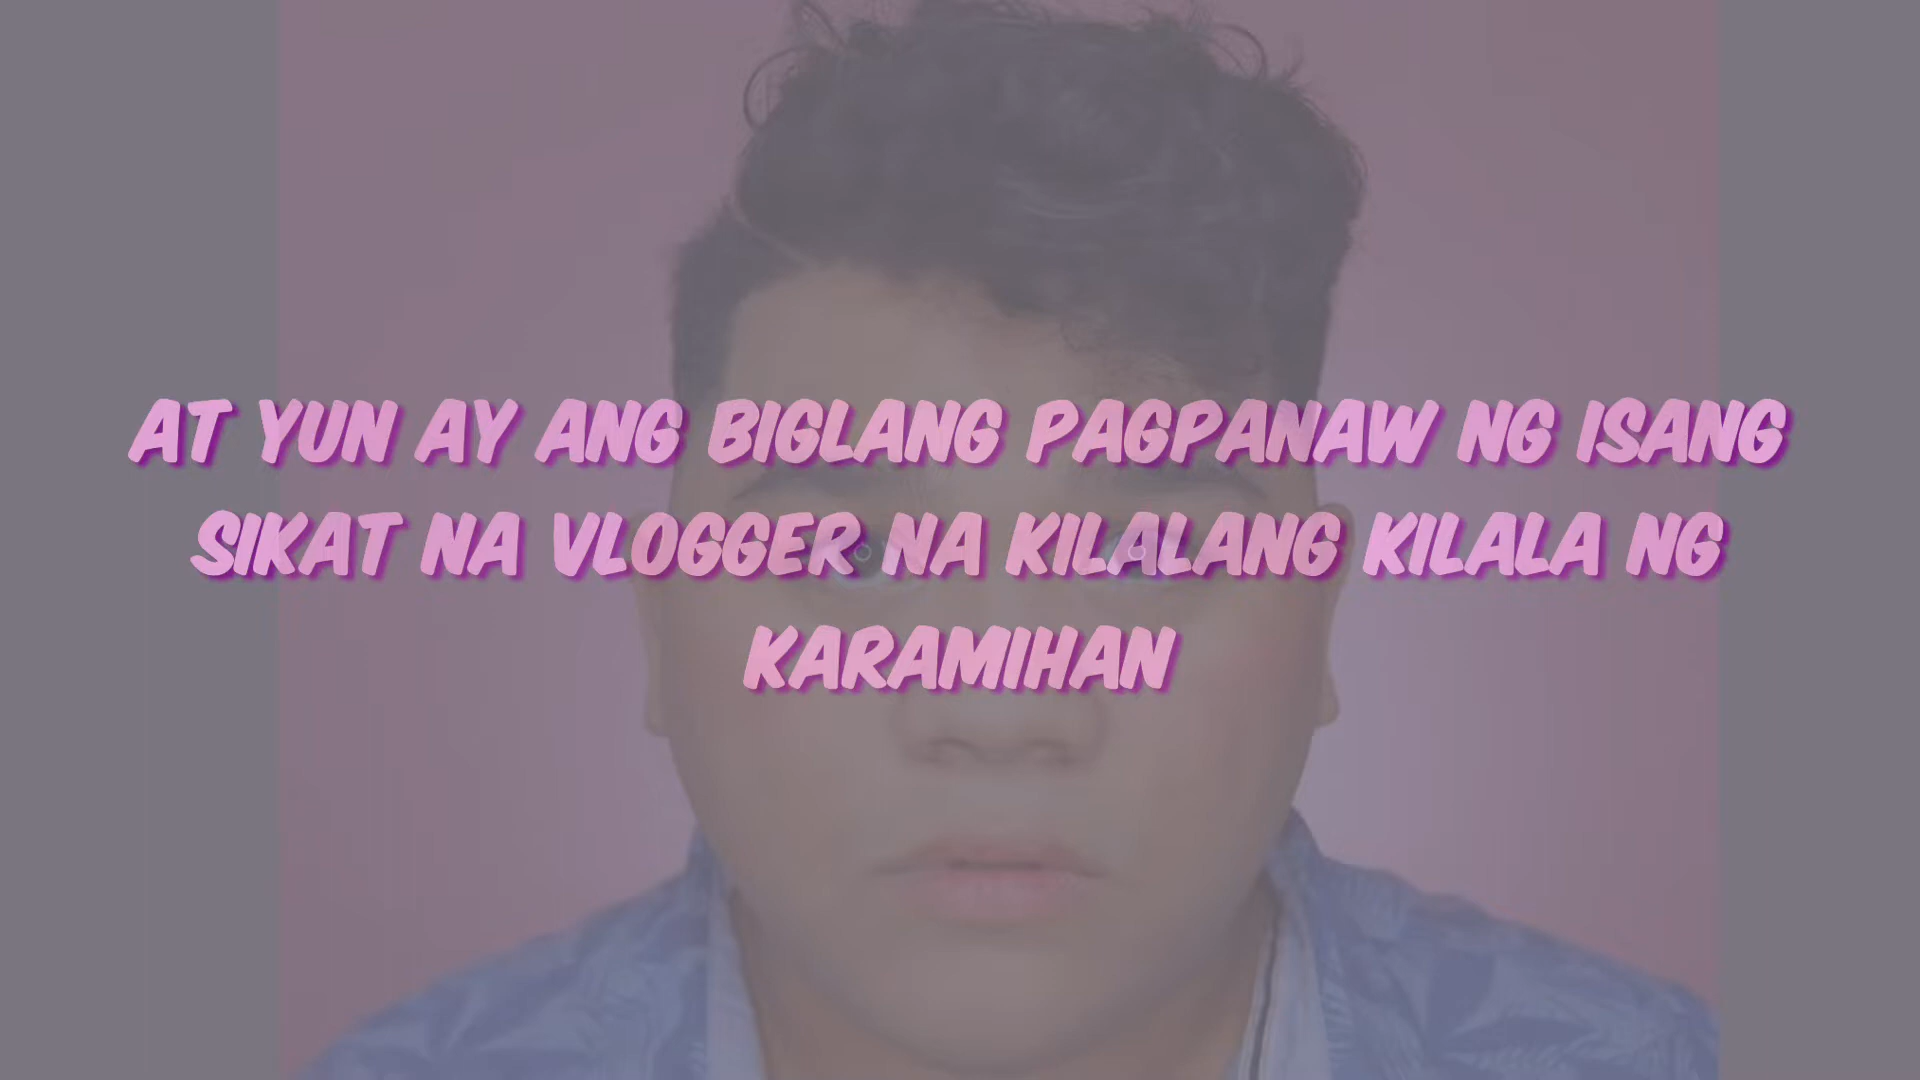 AT YUN AY ANG BIGLANG PAGPANAW NG ISANG
SIKAT NA VLOGGER NA KILALANG KILALA NG
KARAMIHAN